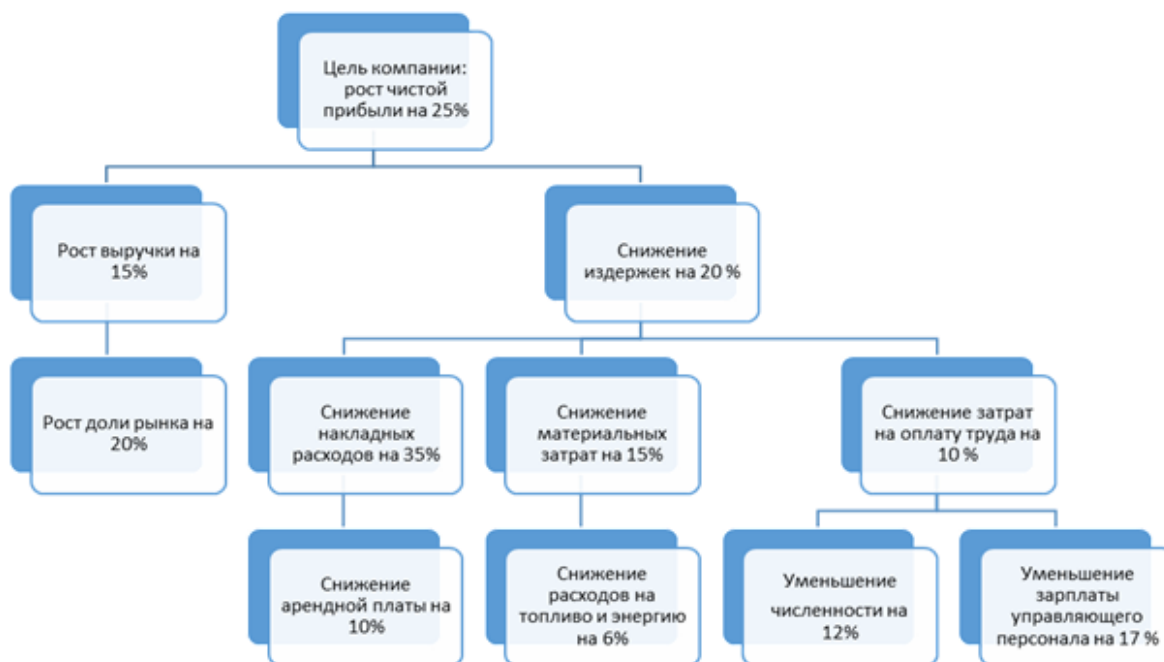 Цель компании:
рост чистой
прибыли на 25%
Рост выручки на
15%
Снижение
издержек на 20 %
Рост доли рынка на
20%
Снижение
накладных
расходов на 35%
Снижение
материальных
затрат на 15%
Снижение затрат
на оплату труда на
10 %
Снижение
арендной платы на
10%
Снижение
расходов на
топливо и энергию
на 6%
Уменьшение
численности на
12%
Уменьшение
зарплаты
управляющего
персонала на 17 %